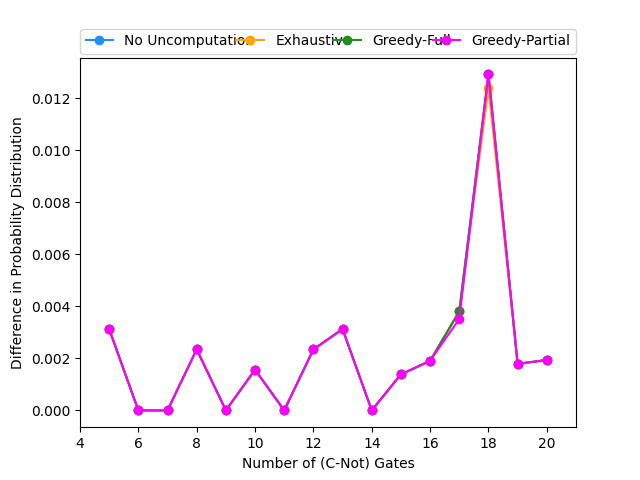 No Uncomputation Exhaustive Greedy-Full Greedy-Partial
0.012
0.010
0.008
0.006
0.004
0.002
0.000
Difference in Probability Distribution
4 6 8 10 12 14 16 18 20
Number of (C-Not) Gates